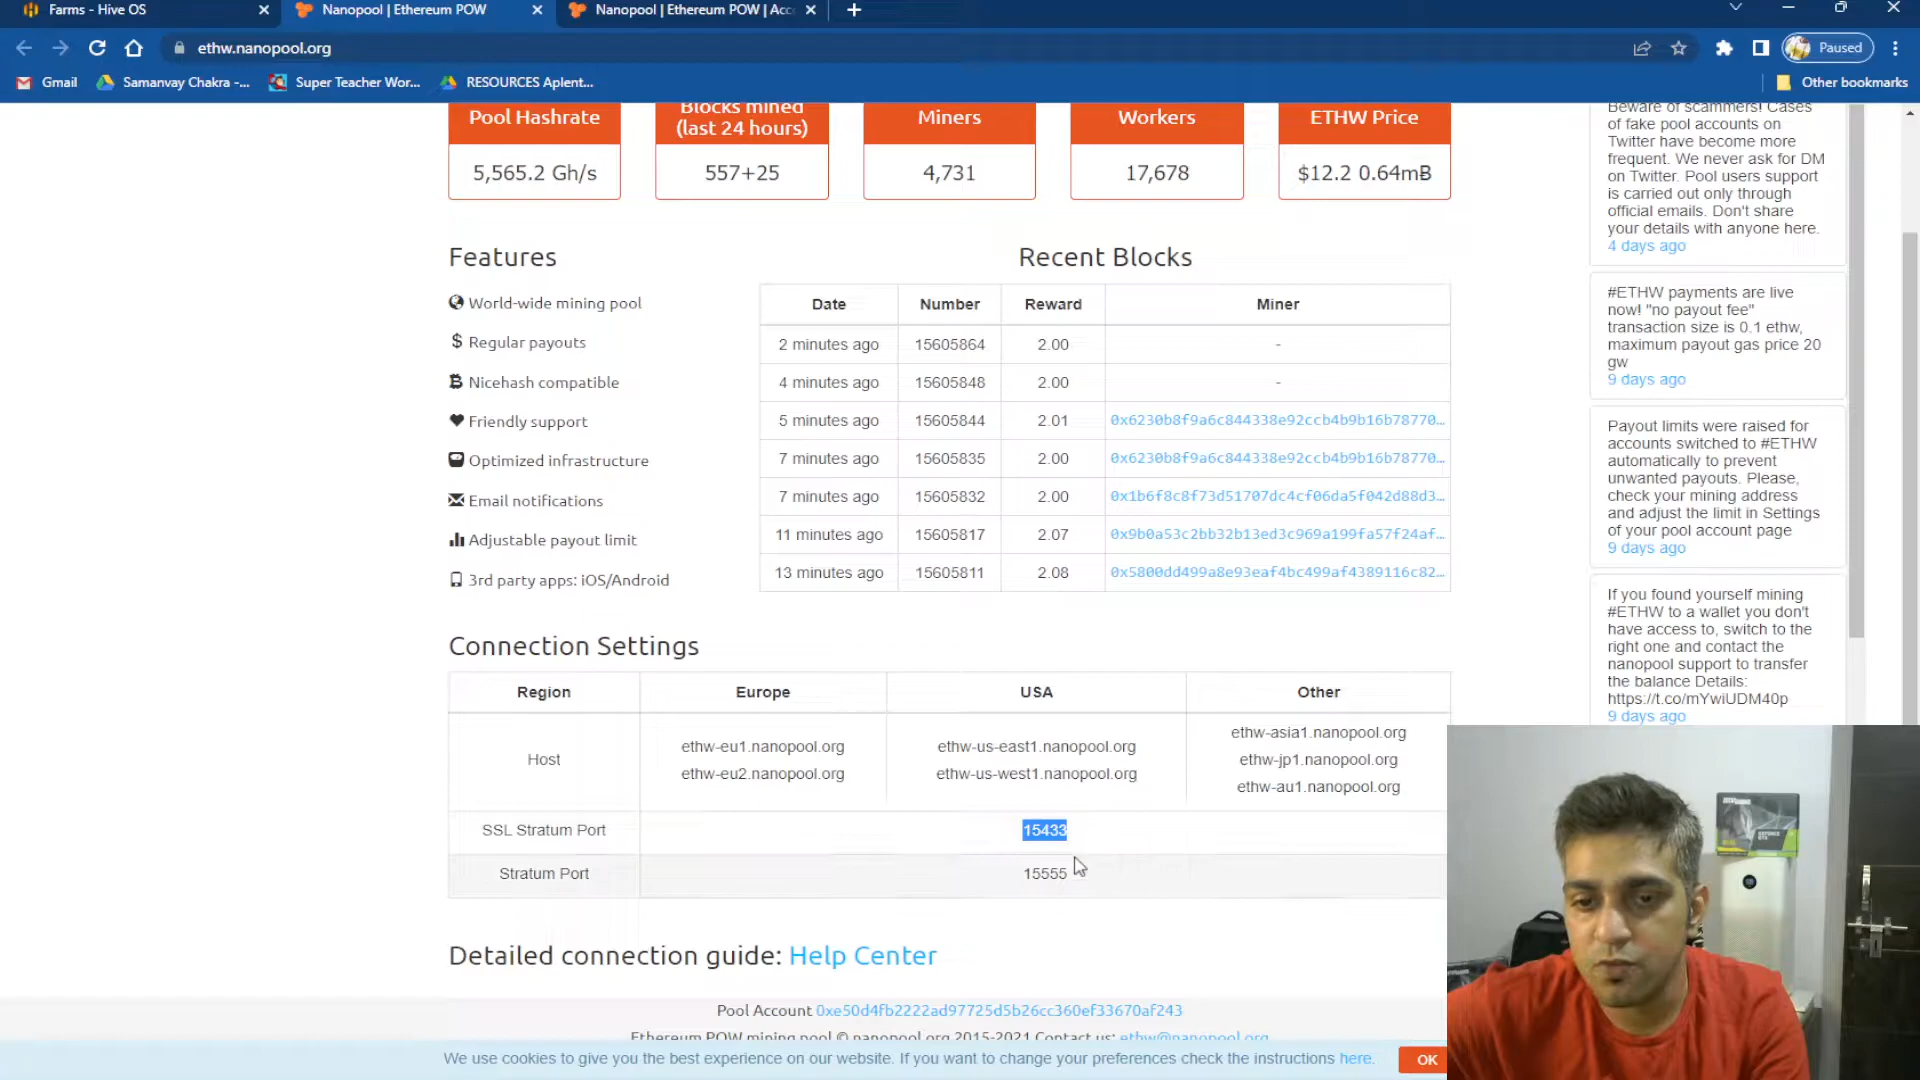 Farms - Hive OS
Nanopool | Ethereum POW
Nanopool | Ethereum POW | Acc
ethw.nanopool.org
Paused
Gmail
Samanvay Chakra -...
Super Teacher Wor...
RESOURCES Aplent...
Other bookmarks
Pool Hashrate
5,565.2 Gh/s
Blocks mined
(last 24 hours)
557+25
Miners
4,731
Workers
17,678
ETHW Price
$12.2 0.64mɃ
Features
World-wide mining pool
Regular payouts
Nicehash compatible
Friendly support
Optimized infrastructure
Email notifications
Adjustable payout limit
3rd party apps: iOS/Android
Recent Blocks
Date Number Reward Miner
2 minutes ago 15605864 2.00 -
4 minutes ago 15605848 2.00 -
5 minutes ago 15605844 2.01 0x6230b8f9a6c844338e92ccb4b9b16b78770...
7 minutes ago 15605835 2.00 0x6230b8f9a6c844338e92ccb4b9b16b78770...
7 minutes ago 15605832 2.00 0x1b6f8c8f73d51707dc4cf06da5f042d88d3...
11 minutes ago 15605817 2.07 0x9b0a53c2bb32b13ed3c969a199fa57f24af...
13 minutes ago 15605811 2.08 0x5800dd499a8e93eaf4bc499af4389116c82...
Connection Settings
Region Europe USA Other
Host
ethw-eu1.nanopool.org
ethw-eu2.nanopool.org
ethw-us-east1.nanopool.org
ethw-us-west1.nanopool.org
ethw-asia1.nanopool.org
ethw-jp1.nanopool.org
ethw-au1.nanopool.org
SSL Stratum Port 15433
Stratum Port 15555
Detailed connection guide: Help Center
Pool Account 0xe50d4fb2222ad97725d5b26cc360ef33670af243
Ethereum POW mining pool © nanopool.org 2015-2021 Contact us: ethw@nanopool.org
We use cookies to give you the best experience on our website. If you want to change your preferences check the instructions here.
OK
Beware of scammers! Cases
of fake pool accounts on
Twitter have become more
frequent. We never ask for DM
on Twitter. Pool users support
is carried out only through
official emails. Don't share
your details with anyone here.
4 days ago
#ETHW payments are live
now! "no payout fee"
transaction size is 0.1 ethw,
maximum payout gas price 20
gw
9 days ago
Payout limits were raised for
accounts switched to #ETHW
automatically to prevent
unwanted payouts. Please,
check your mining address
and adjust the limit in Settings
of your pool account page
9 days ago
If you found yourself mining
#ETHW to a wallet you don't
have access to, switch to the
right one and contact the
nanopool support to transfer
the balance Details:
https://t.co/mYwiUDM40p
9 days ago